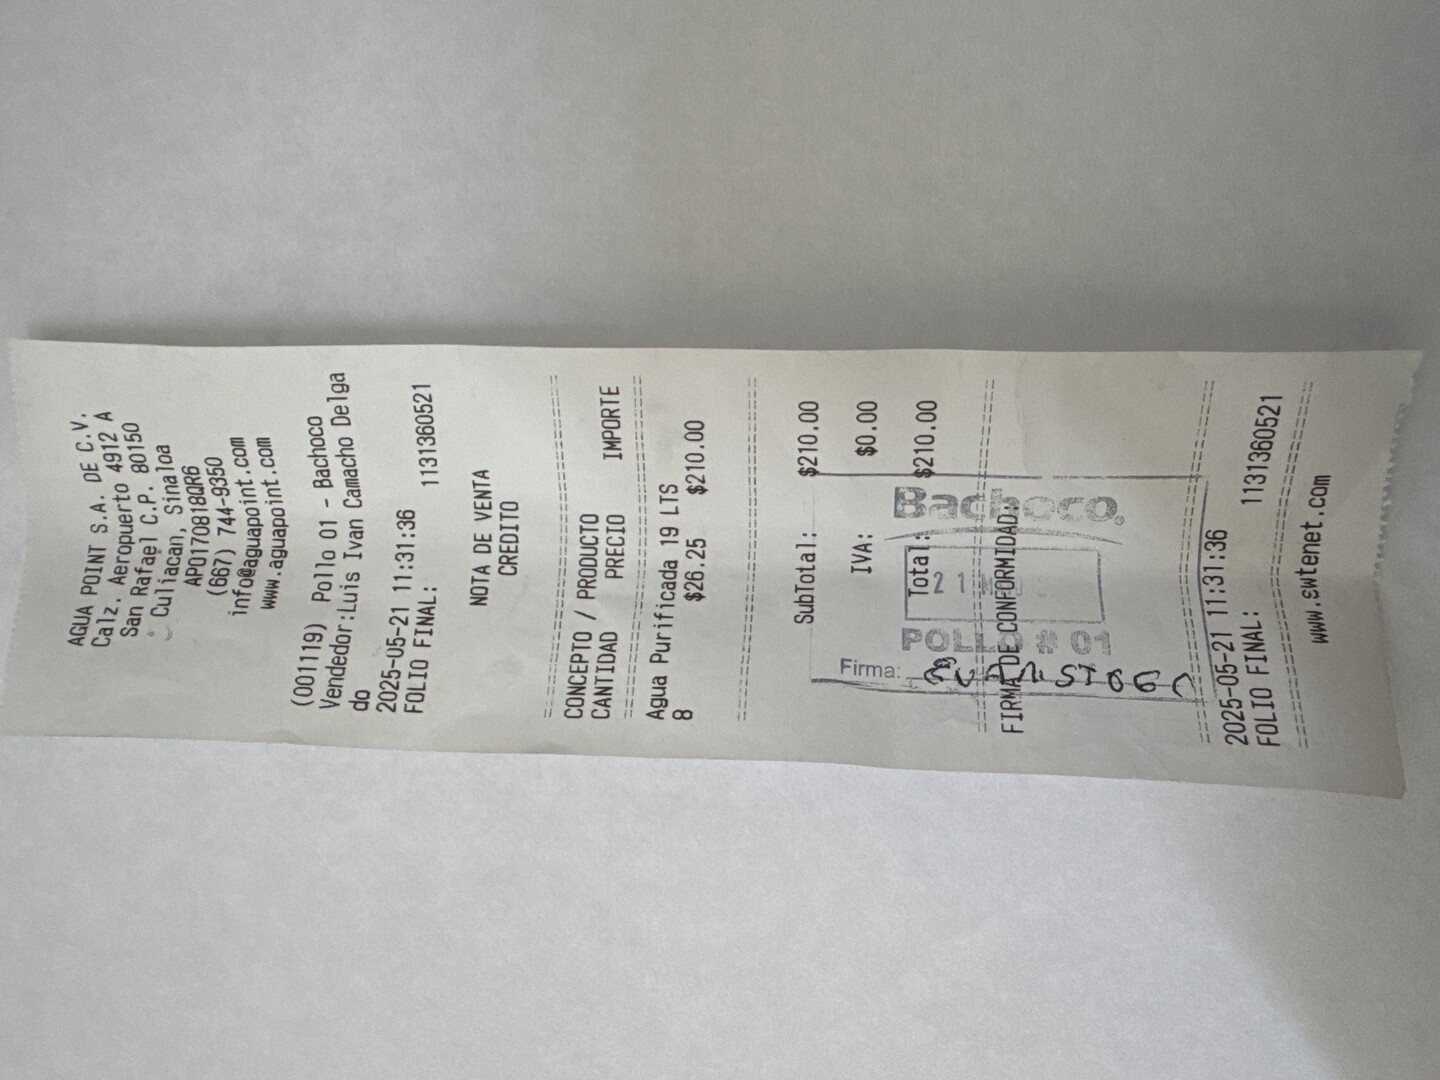 AGUA POINT S.A. DE C.V.
Calz. Aeropuerto 4912 A
San Rafael C.P. 80150
Culiacan, Sinaloa
APO170818QR6
(667) 744-9350
info@aguapoint.com
www.aguapoint.com
(001119) Pollo 01 - Bachoco
Vendedor:Luis Ivan Camacho Delga
do
2025-05-21 11:31:36
FOLIO FINAL: 1131360521
NOTA DE VENTA
CREDITO
CONCEPTO / PRODUCTO
CANTIDAD PRECIO IMPORTE
Agua Purificada 19 LTS
8 $26.25 $210.00
SubTotal: $210.00
IVA: $0.00
Total: $210.00
FIRMA DE CONFORMIDAD:
Bachoco
21
POLLO # 01
Firma:
2025-05-21 11:31:36
FOLIO FINAL: 1131360521
www.ewtenet.com